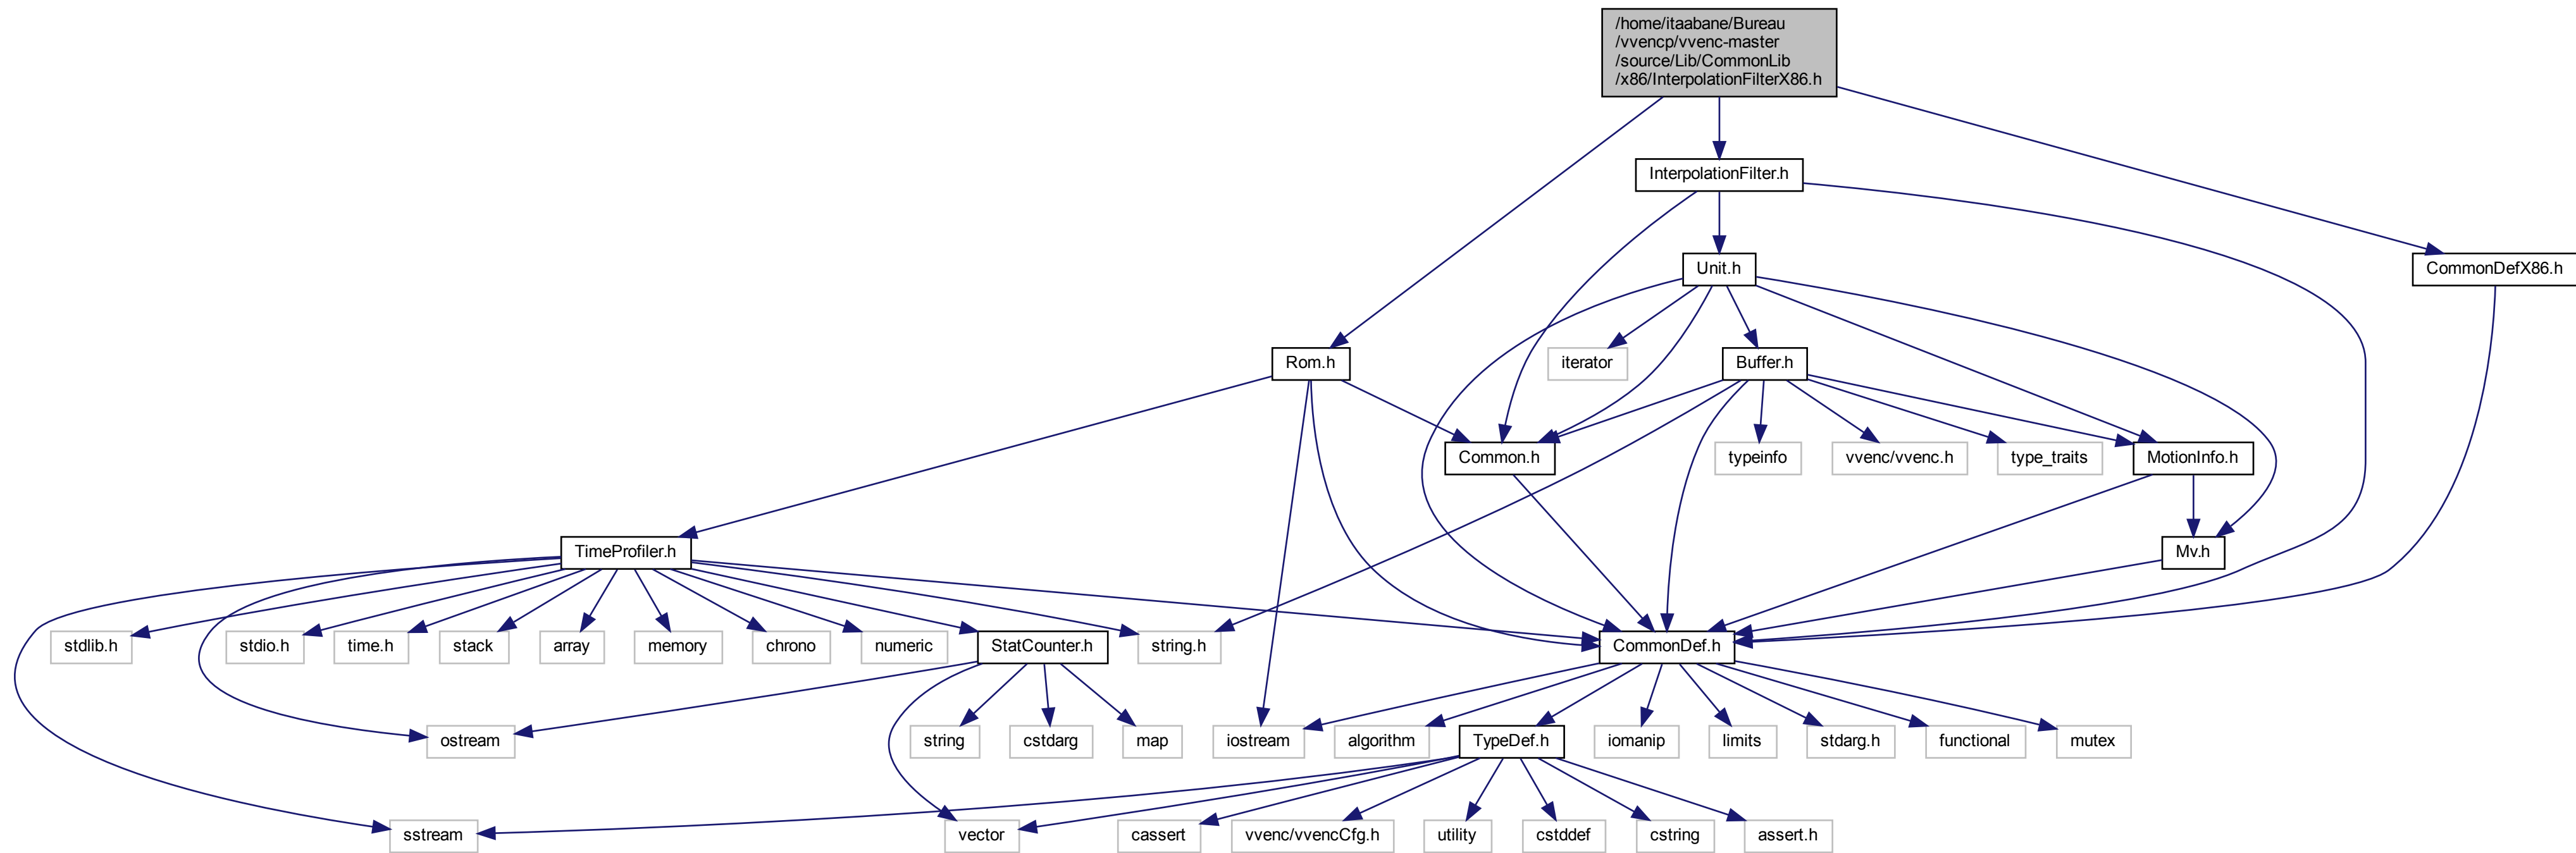 /home/itaabane/Bureau
/vvencp/vvenc-master
/source/Lib/CommonLib
/x86/InterpolationFilterX86.h
InterpolationFilter.h
Unit.h
CommonDefX86.h
Rom.h
iterator
Buffer.h
Common.h
typeinfo
vvenc/vvenc.h
type_traits
MotionInfo.h
TimeProfiler.h
Mv.h
stdlib.h
stdio.h
time.h
stack
array
memory
chrono
numeric
StatCounter.h
string.h
CommonDef.h
ostream
string
cstdarg
map
iostream
algorithm
TypeDef.h
iomanip
limits
stdarg.h
functional
mutex
sstream
vector
cassert
vvenc/vvencCfg.h
utility
cstddef
cstring
assert.h